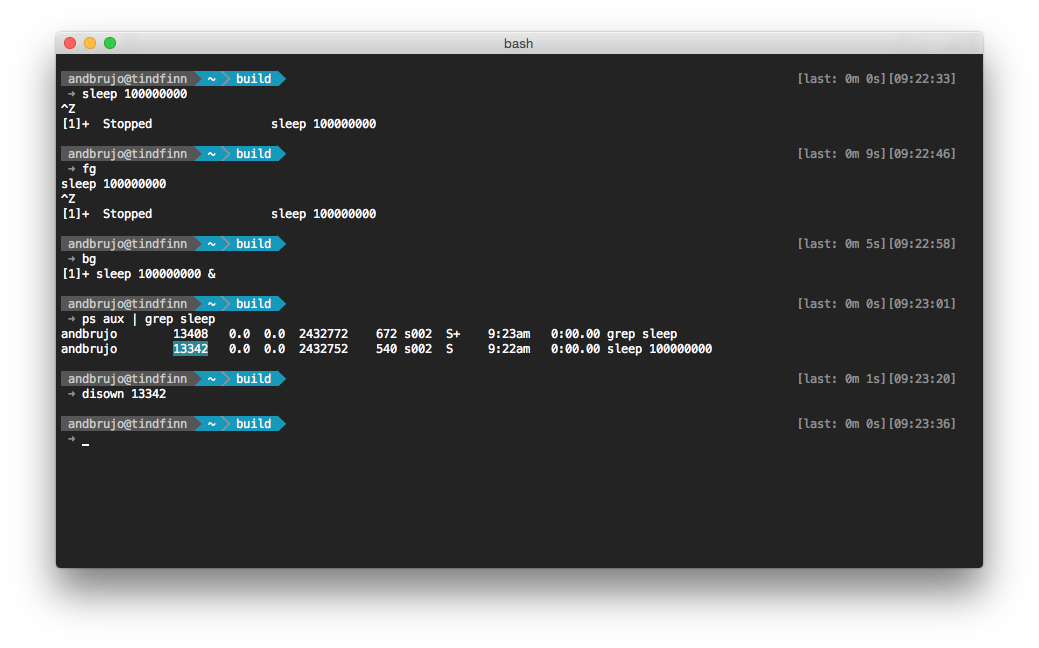 bash
andbrujo@tindfinn ~ build [last: 0m 0s][09:22:33]
➜ sleep 100000000
^Z
[1]+  Stopped                 sleep 100000000
andbrujo@tindfinn ~ build [last: 0m 9s][09:22:46]
➜ fg
sleep 100000000
^Z
[1]+  Stopped                 sleep 100000000
andbrujo@tindfinn ~ build [last: 0m 5s][09:22:58]
➜ bg
[1]+ sleep 100000000 &
andbrujo@tindfinn ~ build [last: 0m 0s][09:23:01]
➜ ps aux | grep sleep
andbrujo        13408   0.0  0.0  2432772    672 s002  S+    9:23am   0:00.00 grep sleep
andbrujo        13342   0.0  0.0  2432752    540 s002  S     9:22am   0:00.00 sleep 100000000
andbrujo@tindfinn ~ build [last: 0m 1s][09:23:20]
➜ disown 13342
andbrujo@tindfinn ~ build [last: 0m 0s][09:23:36]
➜ _